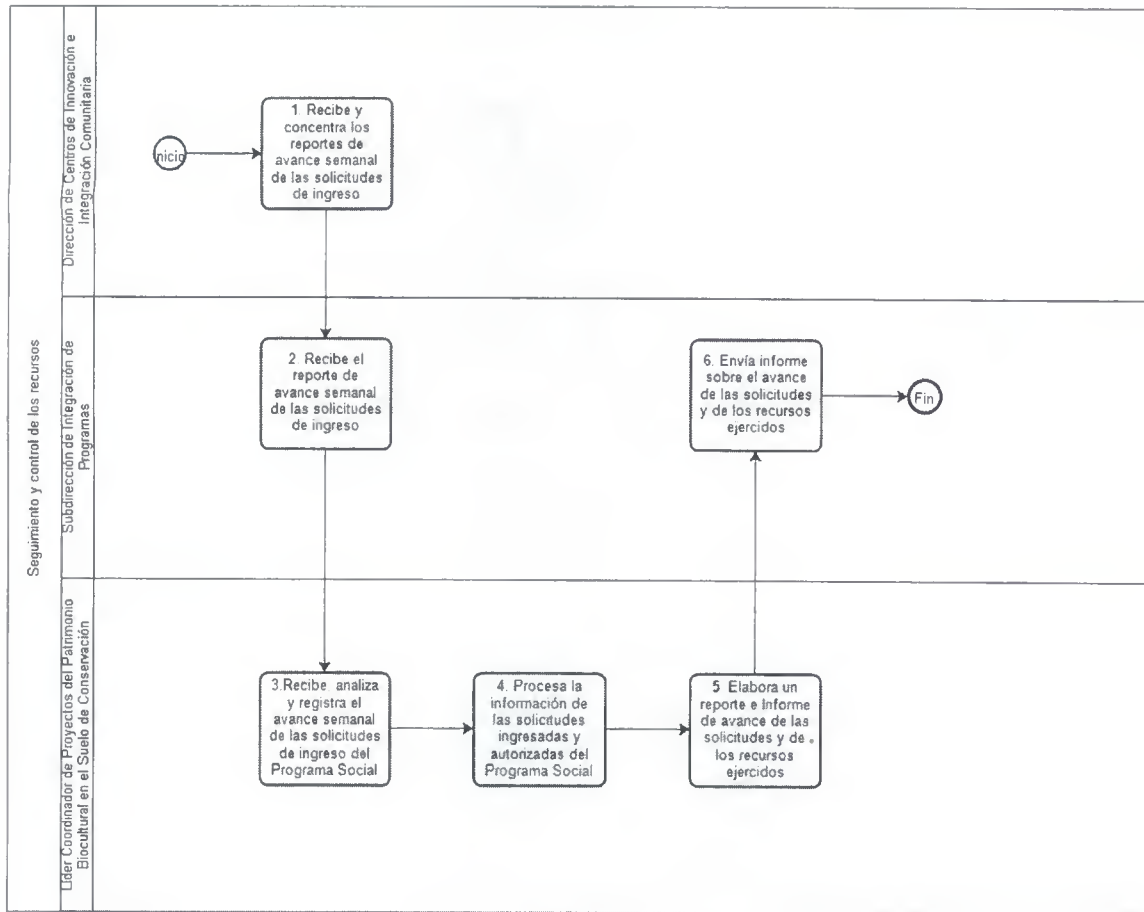 Seguimiento y control de los recursos
Dirección de Centros de Innovación e
Integración Comunitaria
Inicio
1. Recibe y
concentra los
reportes de
avance semanal
de las solicitudes
de ingreso
Subdirección de Integración de
Programas
2. Recibe el
reporte de
avance semanal
de las solicitudes
de ingreso
6. Envía informe
sobre el avance
de las solicitudes
y de los recursos
ejercidos
Fin
Líder Coordinador de Proyectos del Patrimonio
Biocultural en el Suelo de Conservación
3.Recibe, analiza
y registra el
avance semanal
de las solicitudes
de ingreso del
Programa Social
4. Procesa la
información de
las solicitudes
ingresadas y
autorizadas del
Programa Social
5. Elabora un
reporte e Informe
de avance de las
solicitudes y de
los recursos
ejercidos